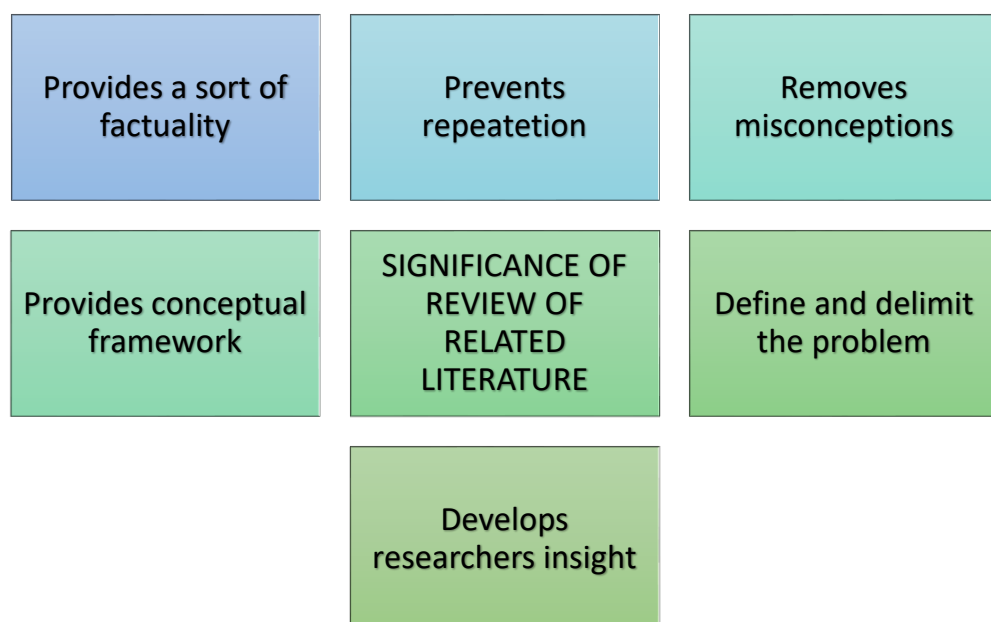 Provides a sort of
factuality
Prevents
repeatetion
Removes
misconceptions
Provides conceptual
framework
SIGNIFICANCE OF
REVIEW OF
RELATED
LITERATURE
Define and delimit
the problem
Develops
researchers insight